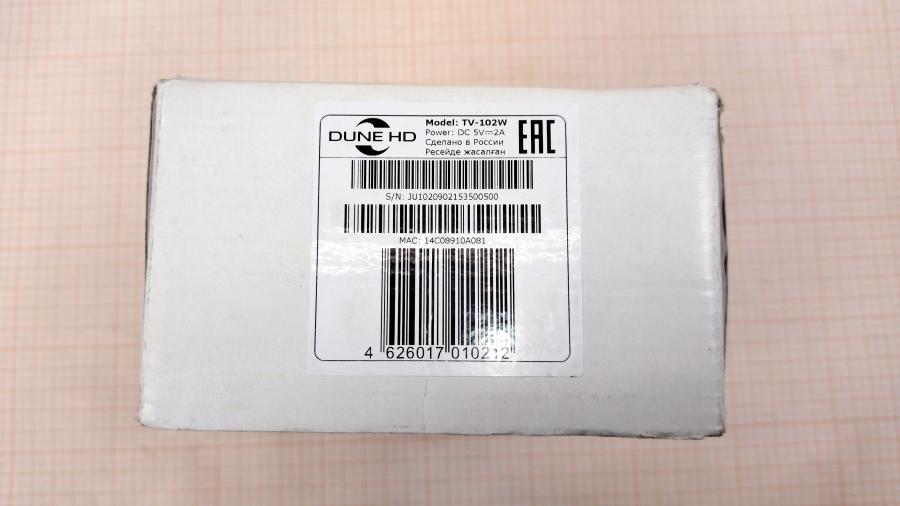 DUNE HD
Model: TV-102W
Power: DC 5V⎓2A
Сделано в России
Ресейде жасалған
EAC
S/N: JU1020902153500500
MAC: 14C08910A081
4 626017 010212